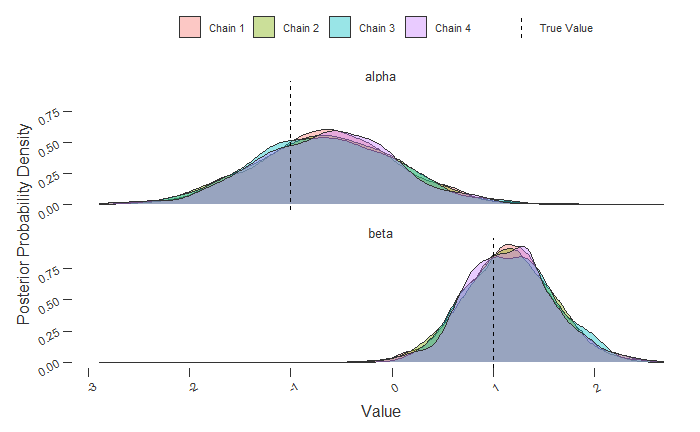 Chain 1 Chain 2 Chain 3 Chain 4 True Value
alpha
0.75
0.50
0.25
0.00
Posterior Probability Density
beta
0.75
0.50
0.25
0.00
-3 -2 -1 0 1 2
Value